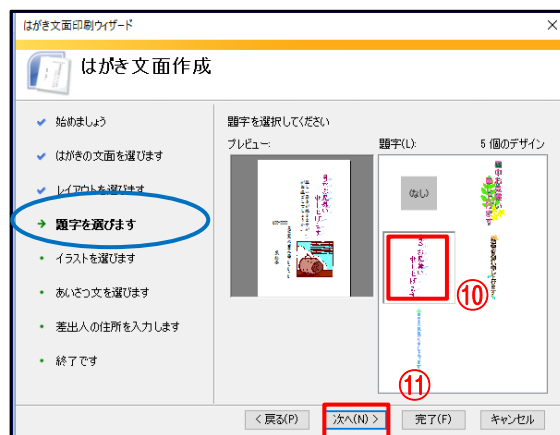 はがき文面印刷ウィザード
はがき文面作成
始めましょう
はがきの文面を選びます
レイアウトを選びます
題字を選びます
イラストを選びます
あいさつ文を選びます
差出人の住所を入力します
終了です
題字を選択してください
プレビュー:
題字(L):
5 個のデザイン
(なし)
⑩
⑪
< 戻る(P)
次へ(N) >
完了(F)
キャンセル